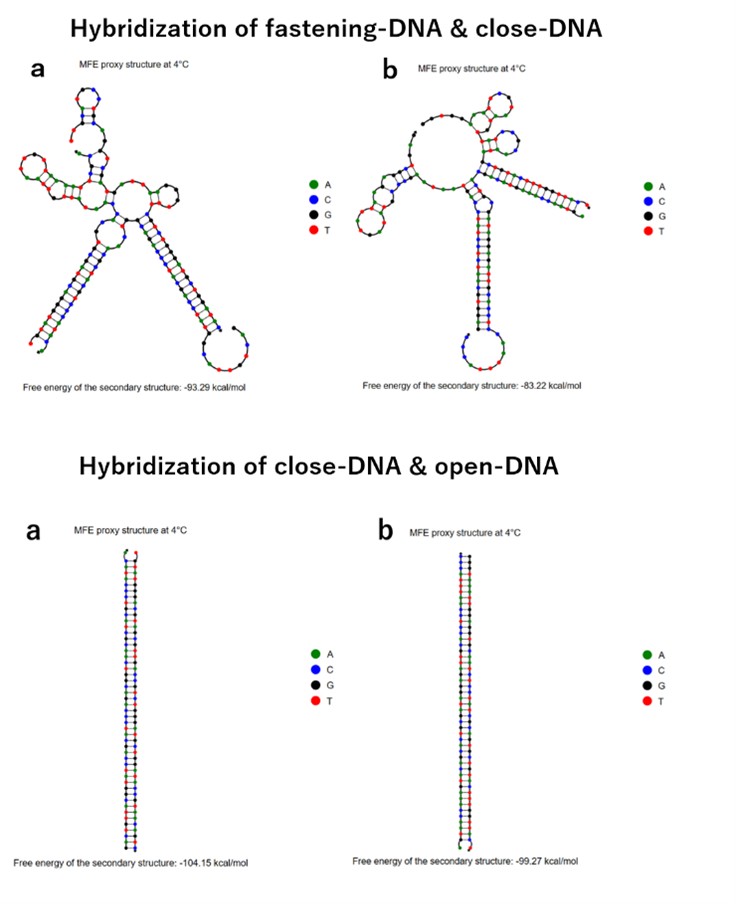 Hybridization of fastening-DNA & close-DNA
a
MFE proxy structure at 4°C
b
MFE proxy structure at 4°C
A
C
G
T
A
C
G
T
Free energy of the secondary structure: -93.29 kcal/mol
Free energy of the secondary structure: -83.22 kcal/mol
Hybridization of close-DNA & open-DNA
a
MFE proxy structure at 4°C
b
MFE proxy structure at 4°C
A
C
G
T
A
C
G
T
Free energy of the secondary structure: -104.15 kcal/mol
Free energy of the secondary structure: -99.27 kcal/mol